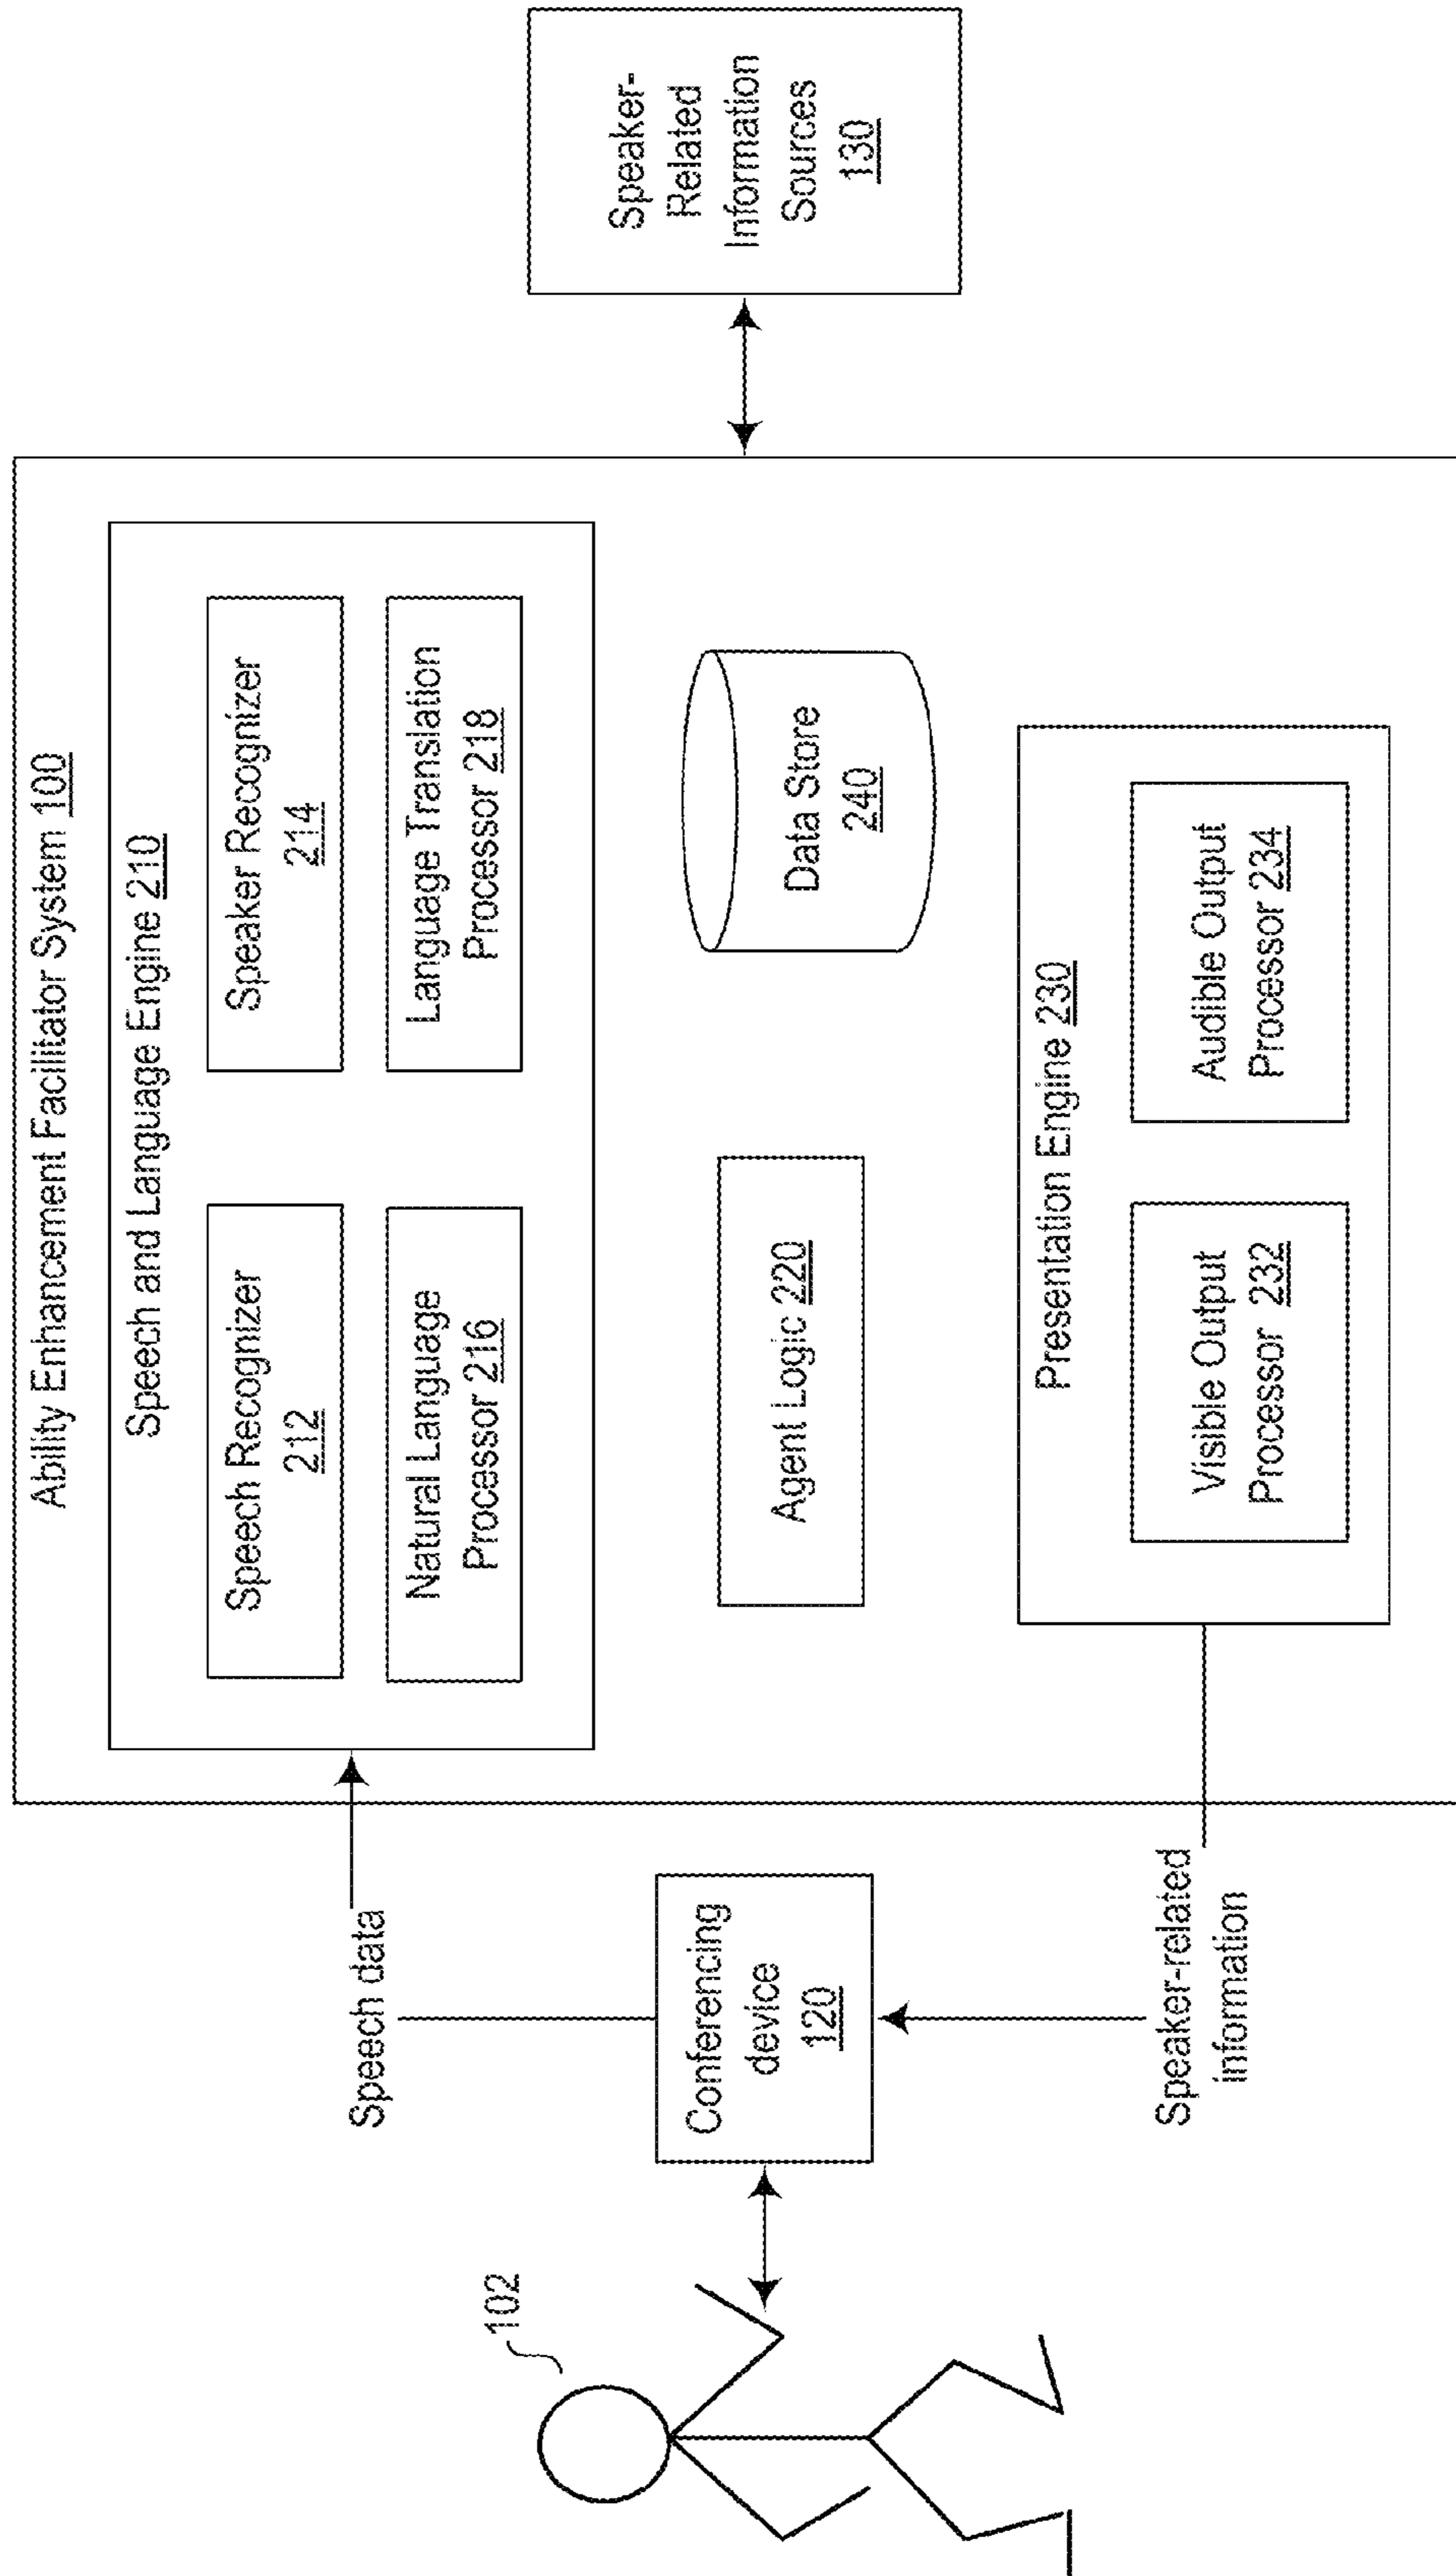 Ability Enhancement Facilitator System 100
Speech and Language Engine 210
Speech Recognizer
212
Speaker Recognizer
214
Natural Language
Processor 216
Language Translation
Processor 218
Speech data
102
Conferencing
device
120
Agent Logic 220
Data Store
240
Speaker-
Related
Information
Sources
130
Speaker-related
information
Presentation Engine 230
Visible Output
Processor 232
Audible Output
Processor 234